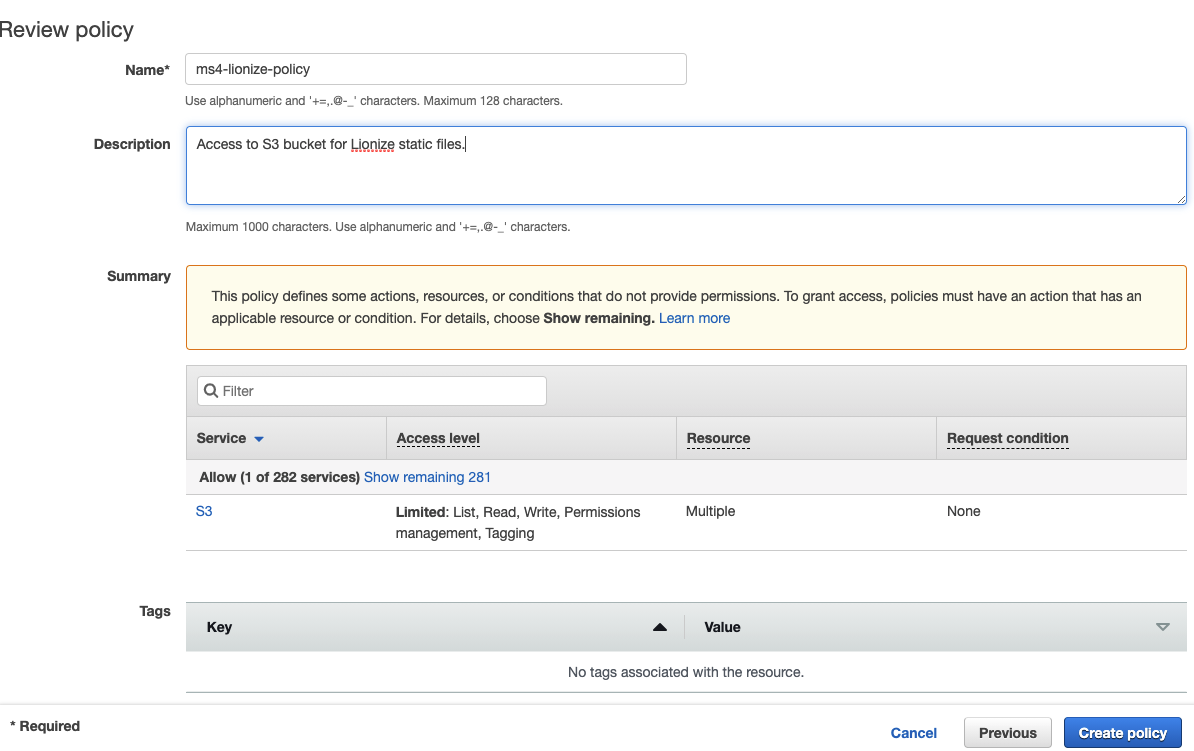 Review policy
Name*
ms4-lionize-policy
Use alphanumeric and '+=,.@-_' characters. Maximum 128 characters.
Description
Access to S3 bucket for Lionize static files.
Maximum 1000 characters. Use alphanumeric and '+=,.@-_' characters.
Summary
This policy defines some actions, resources, or conditions that do not provide permissions. To grant access, policies must have an action that has an
applicable resource or condition. For details, choose Show remaining. Learn more
Filter
Service Access level Resource Request condition
Allow (1 of 282 services) Show remaining 281
S3 Limited: List, Read, Write, Permissions Multiple None
management, Tagging
Tags
Key Value
No tags associated with the resource.
* Required
Cancel Previous Create policy